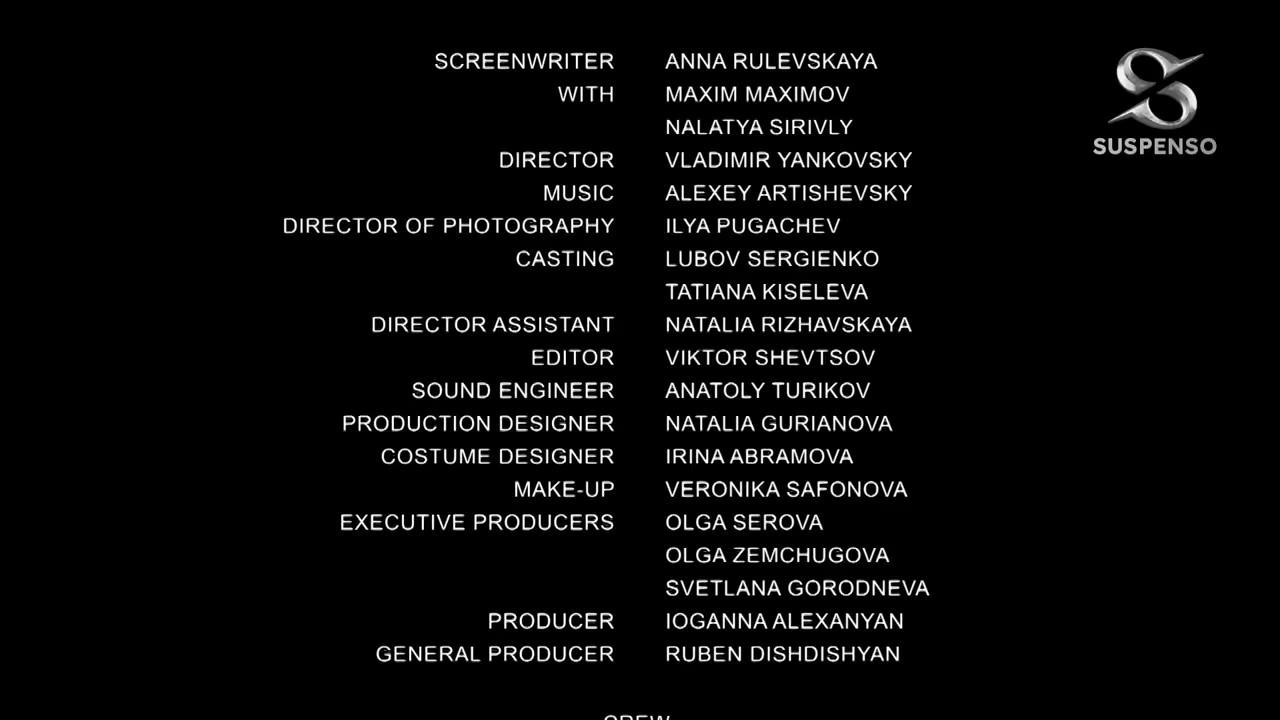 SCREENWRITER ANNA RULEVSKAYA
WITH MAXIM MAXIMOV
NALATYA SIRIVLY
DIRECTOR VLADIMIR YANKOVSKY
MUSIC ALEXEY ARTISHEVSKY
DIRECTOR OF PHOTOGRAPHY ILYA PUGACHEV
CASTING LUBOV SERGIENKO
TATIANA KISELEVA
DIRECTOR ASSISTANT NATALIA RIZHAVSKAYA
EDITOR VIKTOR SHEVTSOV
SOUND ENGINEER ANATOLY TURIKOV
PRODUCTION DESIGNER NATALIA GURIANOVA
COSTUME DESIGNER IRINA ABRAMOVA
MAKE-UP VERONIKA SAFONOVA
EXECUTIVE PRODUCERS OLGA SEROVA
OLGA ZEMCHUGOVA
SVETLANA GORODNEVA
PRODUCER IOGANNA ALEXANYAN
GENERAL PRODUCER RUBEN DISHDISHYAN
CREW
SUSPENSO